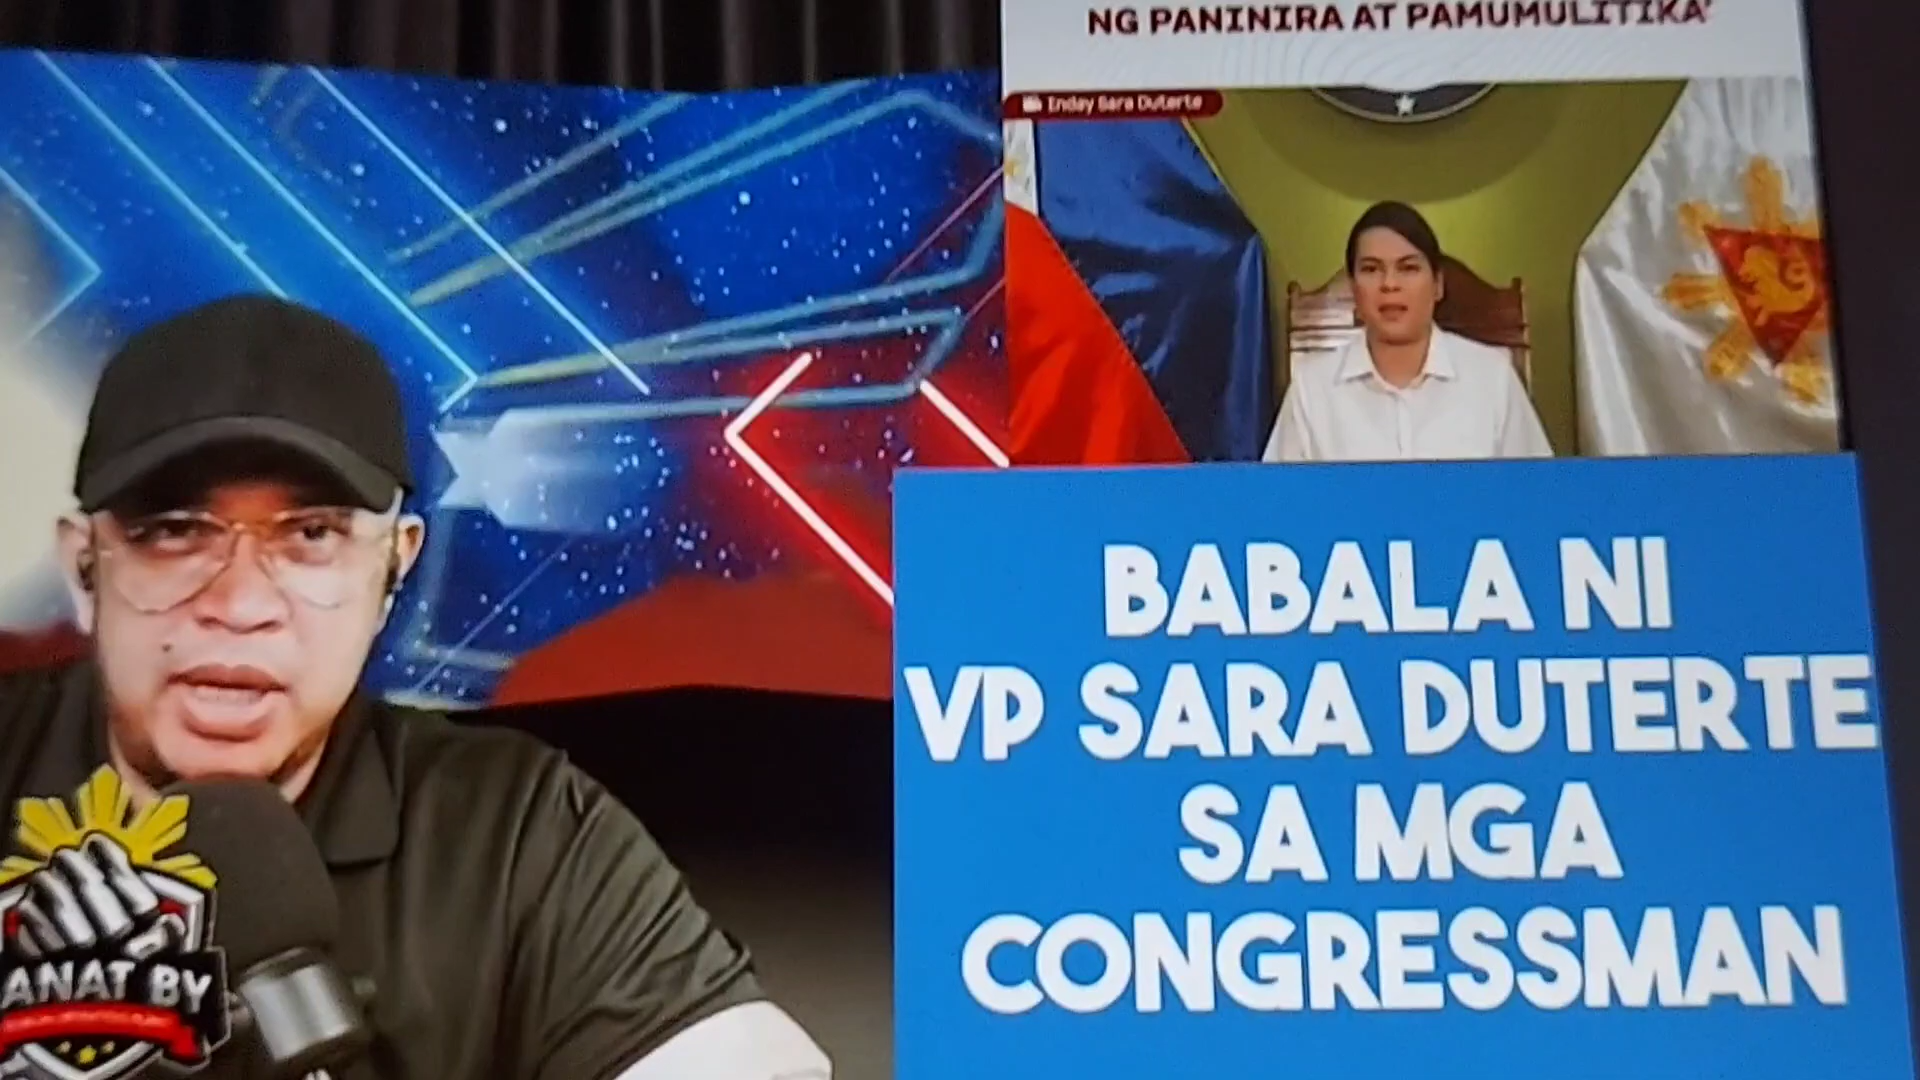 NG PANINIRA AT PAMUMULITIKA'
Inday Sara Duterte
BABALA NI
VP SARA DUTERTE
SA MGA
CONGRESSMAN
ANAT BY